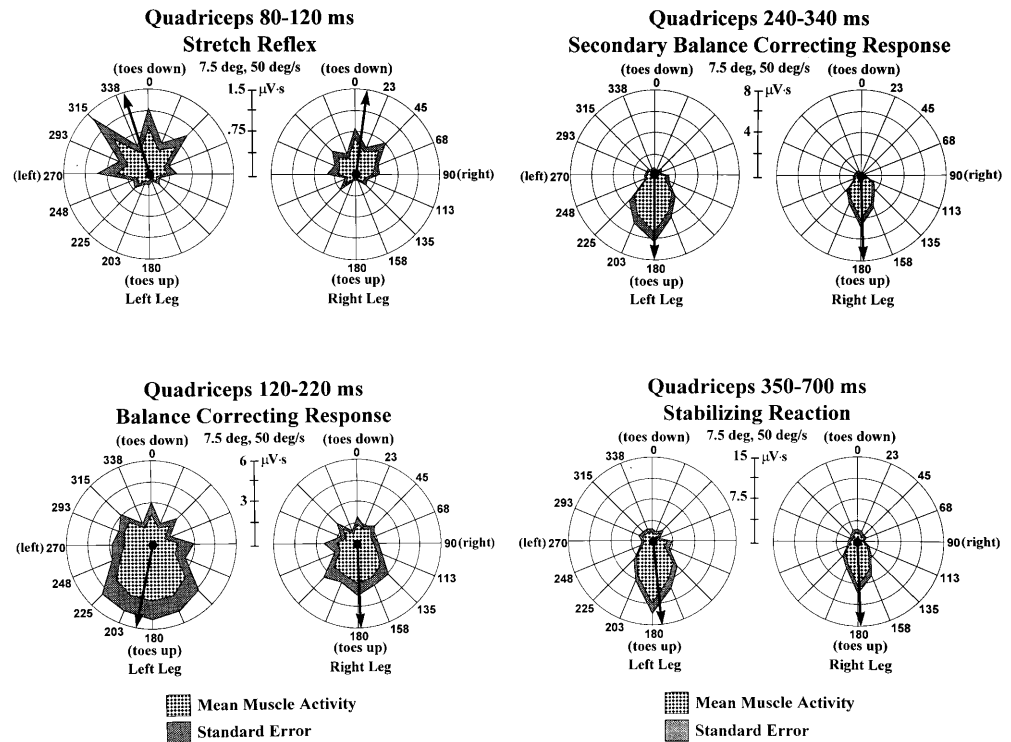 Quadriceps 80-120 ms
Stretch Reflex
(toes down) 7.5 deg, 50 deg/s (toes down)
0
338
315
293
(left) 270
248
225
203
180
(toes up)
Left Leg
1.5
µV·s
.75
0
23
45
68
90 (right)
113
135
158
180
(toes up)
Right Leg
Quadriceps 240-340 ms
Secondary Balance Correcting Response
(toes down) 7.5 deg, 50 deg/s (toes down)
0
338
315
293
(left) 270
248
225
203
180
(toes up)
Left Leg
8
µV·s
4
0
23
45
68
90 (right)
113
135
158
180
(toes up)
Right Leg
Quadriceps 120-220 ms
Balance Correcting Response
(toes down) 7.5 deg, 50 deg/s (toes down)
0
338
315
293
(left) 270
248
225
203
180
(toes up)
Left Leg
6
µV·s
3
0
23
45
68
90 (right)
113
135
158
180
(toes up)
Right Leg
Mean Muscle Activity
Standard Error
Quadriceps 350-700 ms
Stabilizing Reaction
(toes down) 7.5 deg, 50 deg/s (toes down)
0
338
315
293
(left) 270
248
225
203
180
(toes up)
Left Leg
15
µV·s
7.5
0
23
45
68
90 (right)
113
135
158
180
(toes up)
Right Leg
Mean Muscle Activity
Standard Error